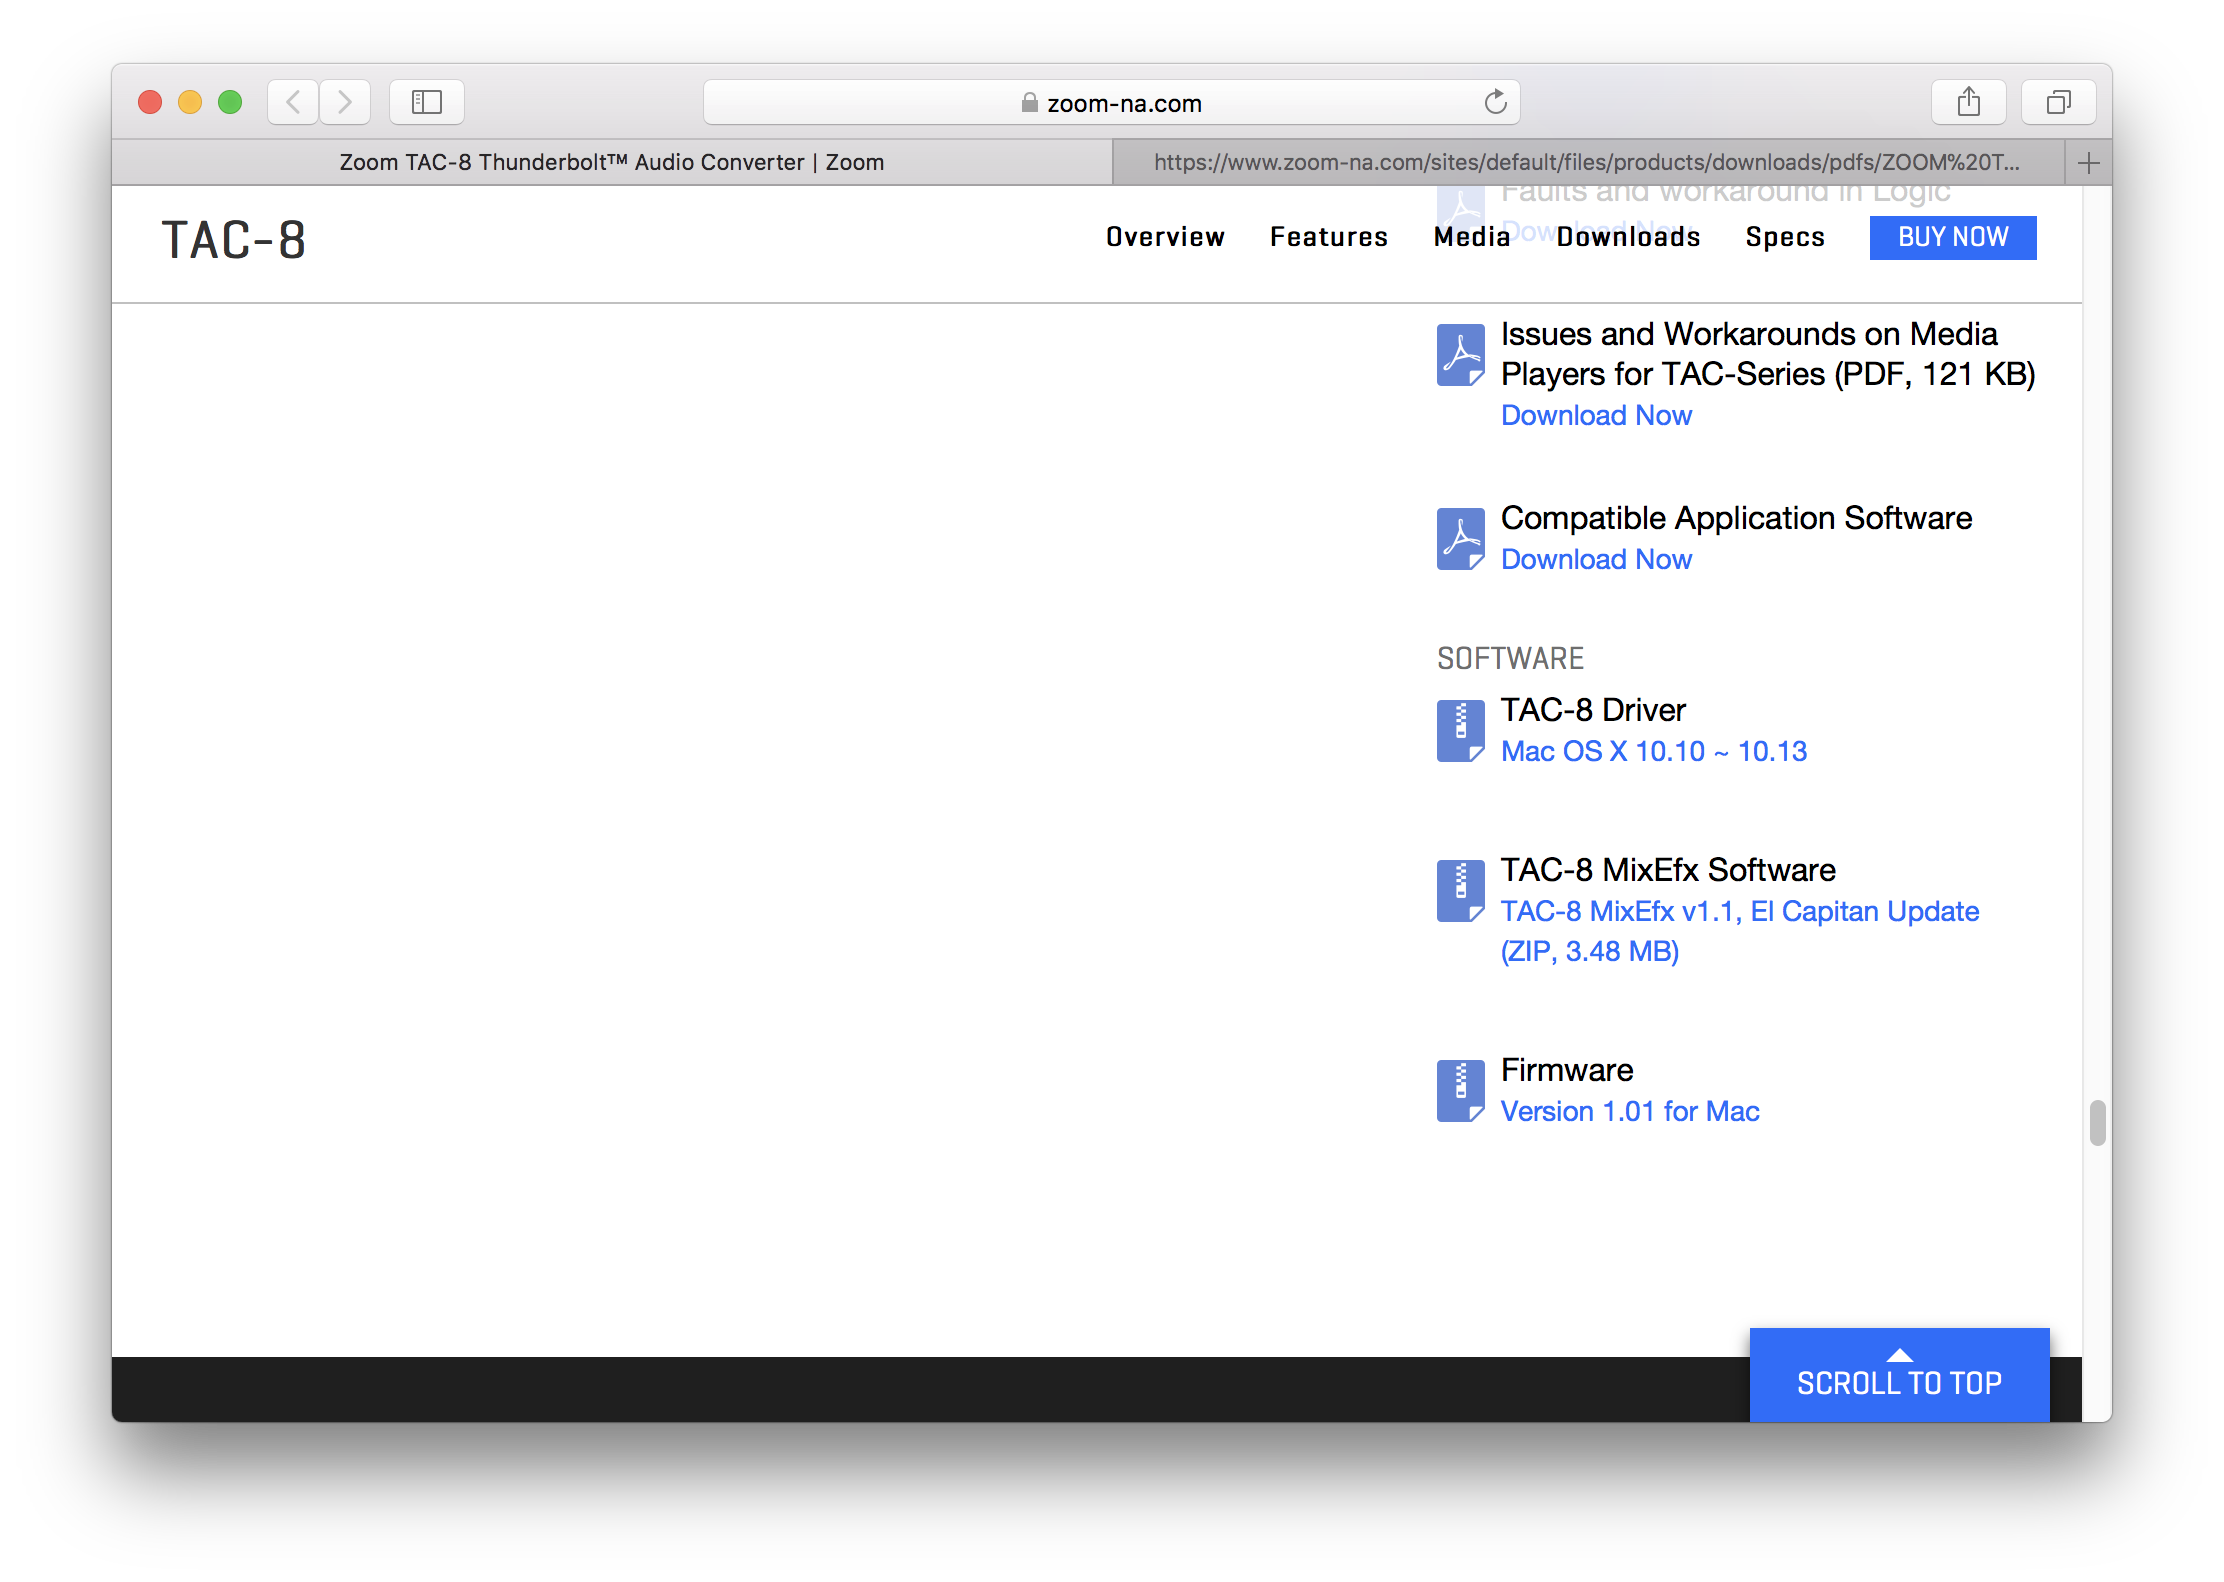 zoom-na.com
Zoom TAC-8 Thunderbolt™ Audio Converter | Zoom
https://www.zoom-na.com/sites/default/files/products/downloads/pdfs/ZOOM%20T...
Faults and workaround in Logic
Download Now
TAC-8
Overview
Features
Media
Downloads
Specs
BUY NOW
Issues and Workarounds on Media
Players for TAC-Series (PDF, 121 KB)
Download Now
Compatible Application Software
Download Now
SOFTWARE
TAC-8 Driver
Mac OS X 10.10 ~ 10.13
TAC-8 MixEfx Software
TAC-8 MixEfx v1.1, El Capitan Update
(ZIP, 3.48 MB)
Firmware
Version 1.01 for Mac
SCROLL TO TOP